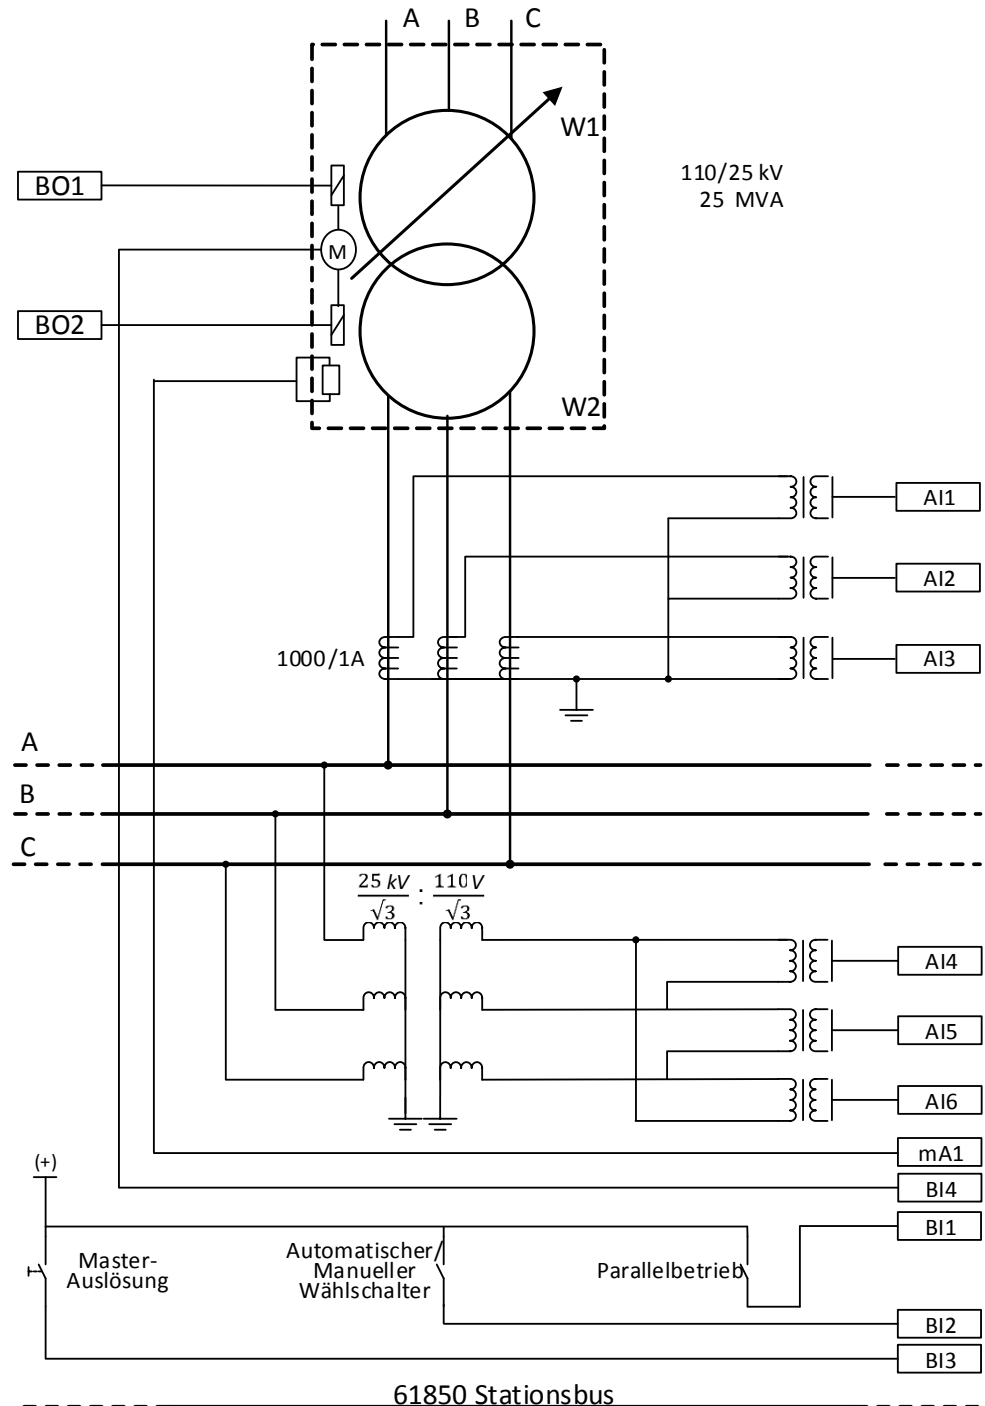 A B C
W1
110/25 kV
25 MVA
BO1
M
BO2
W2
AI1
AI2
1000/1A
AI3
A
B
C
25 kV / √3 : 110 V / √3
AI4
AI5
AI6
mA1
(+)
BI4
BI1
Master-
Auslösung
Automatischer/
Manueller
Wählschalter
Parallelbetrieb
BI2
BI3
61850 Stationsbus